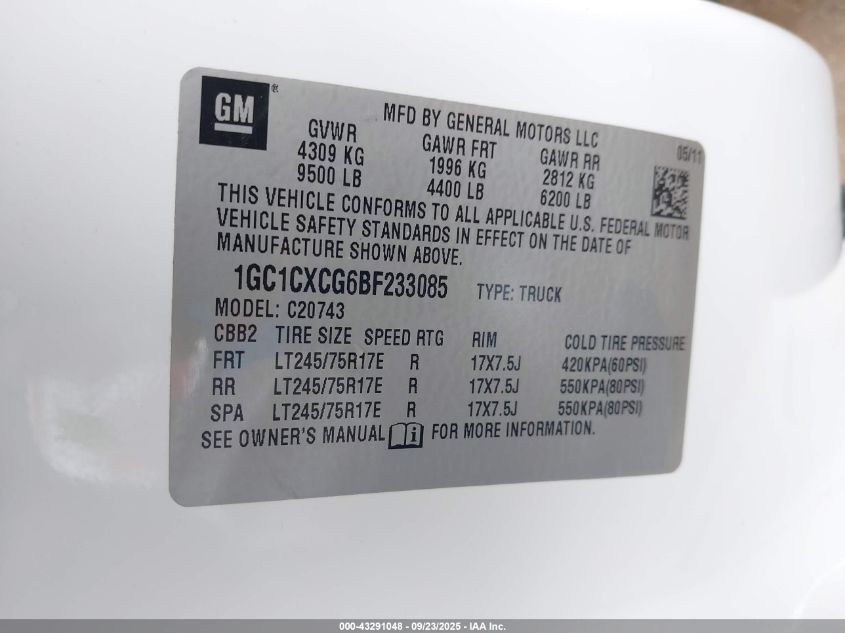 GM®
MFD BY GENERAL MOTORS LLC
05/11
GVWR GAWR FRT GAWR RR
4309 KG 1996 KG 2812 KG
9500 LB 4400 LB 6200 LB
THIS VEHICLE CONFORMS TO ALL APPLICABLE U.S. FEDERAL MOTOR
VEHICLE SAFETY STANDARDS IN EFFECT ON THE DATE OF
MANUFACTURE SHOWN ABOVE.
1GC1CXCG6BF233085 TYPE: TRUCK
MODEL: C20743
CBB2 TIRE SIZE SPEED RTG RIM COLD TIRE PRESSURE
FRT LT245/75R17E R 17X7.5J 420KPA(60PSI)
RR LT245/75R17E R 17X7.5J 550KPA(80PSI)
SPA LT245/75R17E R 17X7.5J 550KPA(80PSI)
SEE OWNER'S MANUAL i FOR MORE INFORMATION.
000-43291048 - 09/23/2025 - IAA Inc.